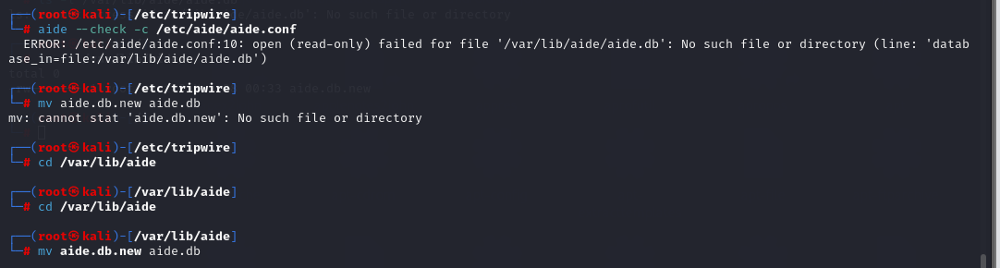 ┌──(root㉿kali)-[/etc/tripwire]
└─# aide --check -c /etc/aide/aide.conf
  ERROR: /etc/aide/aide.conf:10: open (read-only) failed for file '/var/lib/aide/aide.db': No such file or directory (line: 'datab
ase_in=file:/var/lib/aide/aide.db')
┌──(root㉿kali)-[/etc/tripwire]
└─# mv aide.db.new aide.db
mv: cannot stat 'aide.db.new': No such file or directory
┌──(root㉿kali)-[/etc/tripwire]
└─# cd /var/lib/aide
┌──(root㉿kali)-[/var/lib/aide]
└─# cd /var/lib/aide
┌──(root㉿kali)-[/var/lib/aide]
└─# mv aide.db.new aide.db